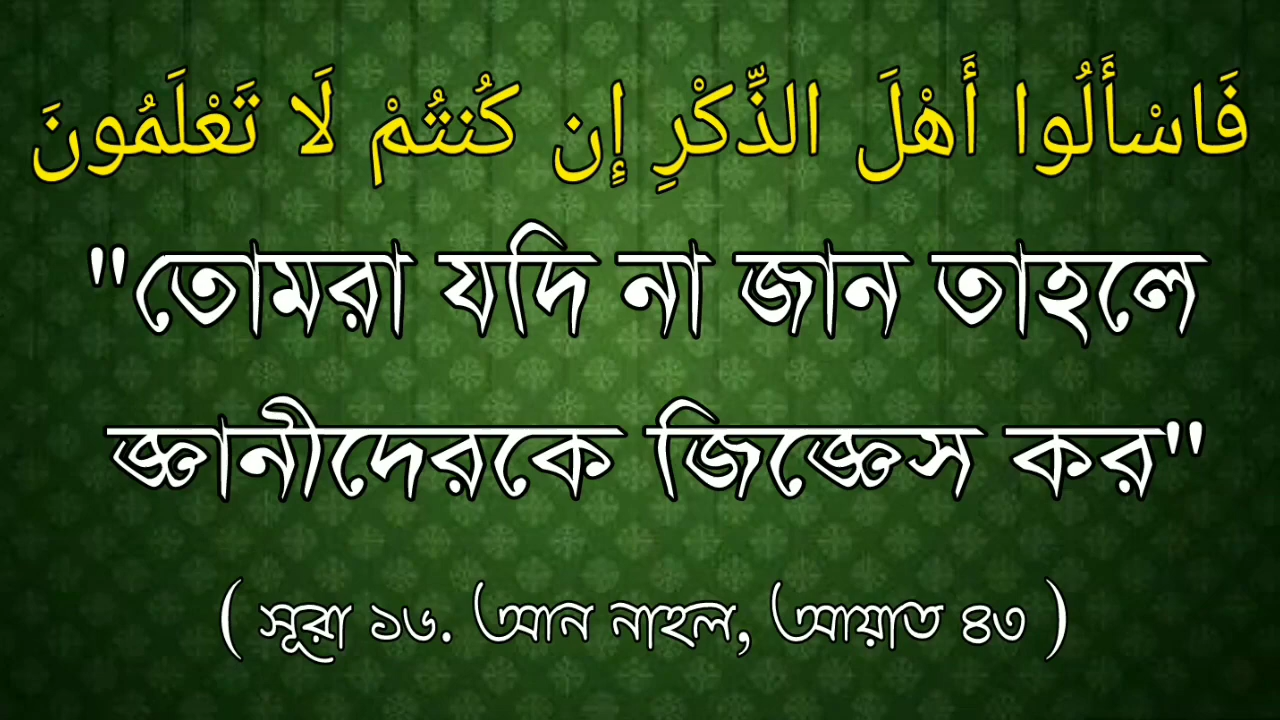 فَاسْأَلُوا أَهْلَ الذِّكْرِ إِن كُنتُمْ لَا تَعْلَمُونَ
"তোমরা যদি না জান তাহলে
জ্ঞানীদেরকে জিজ্ঞেস কর"
( সূরা ১৬. আন নাহল, আয়াত ৪৩ )